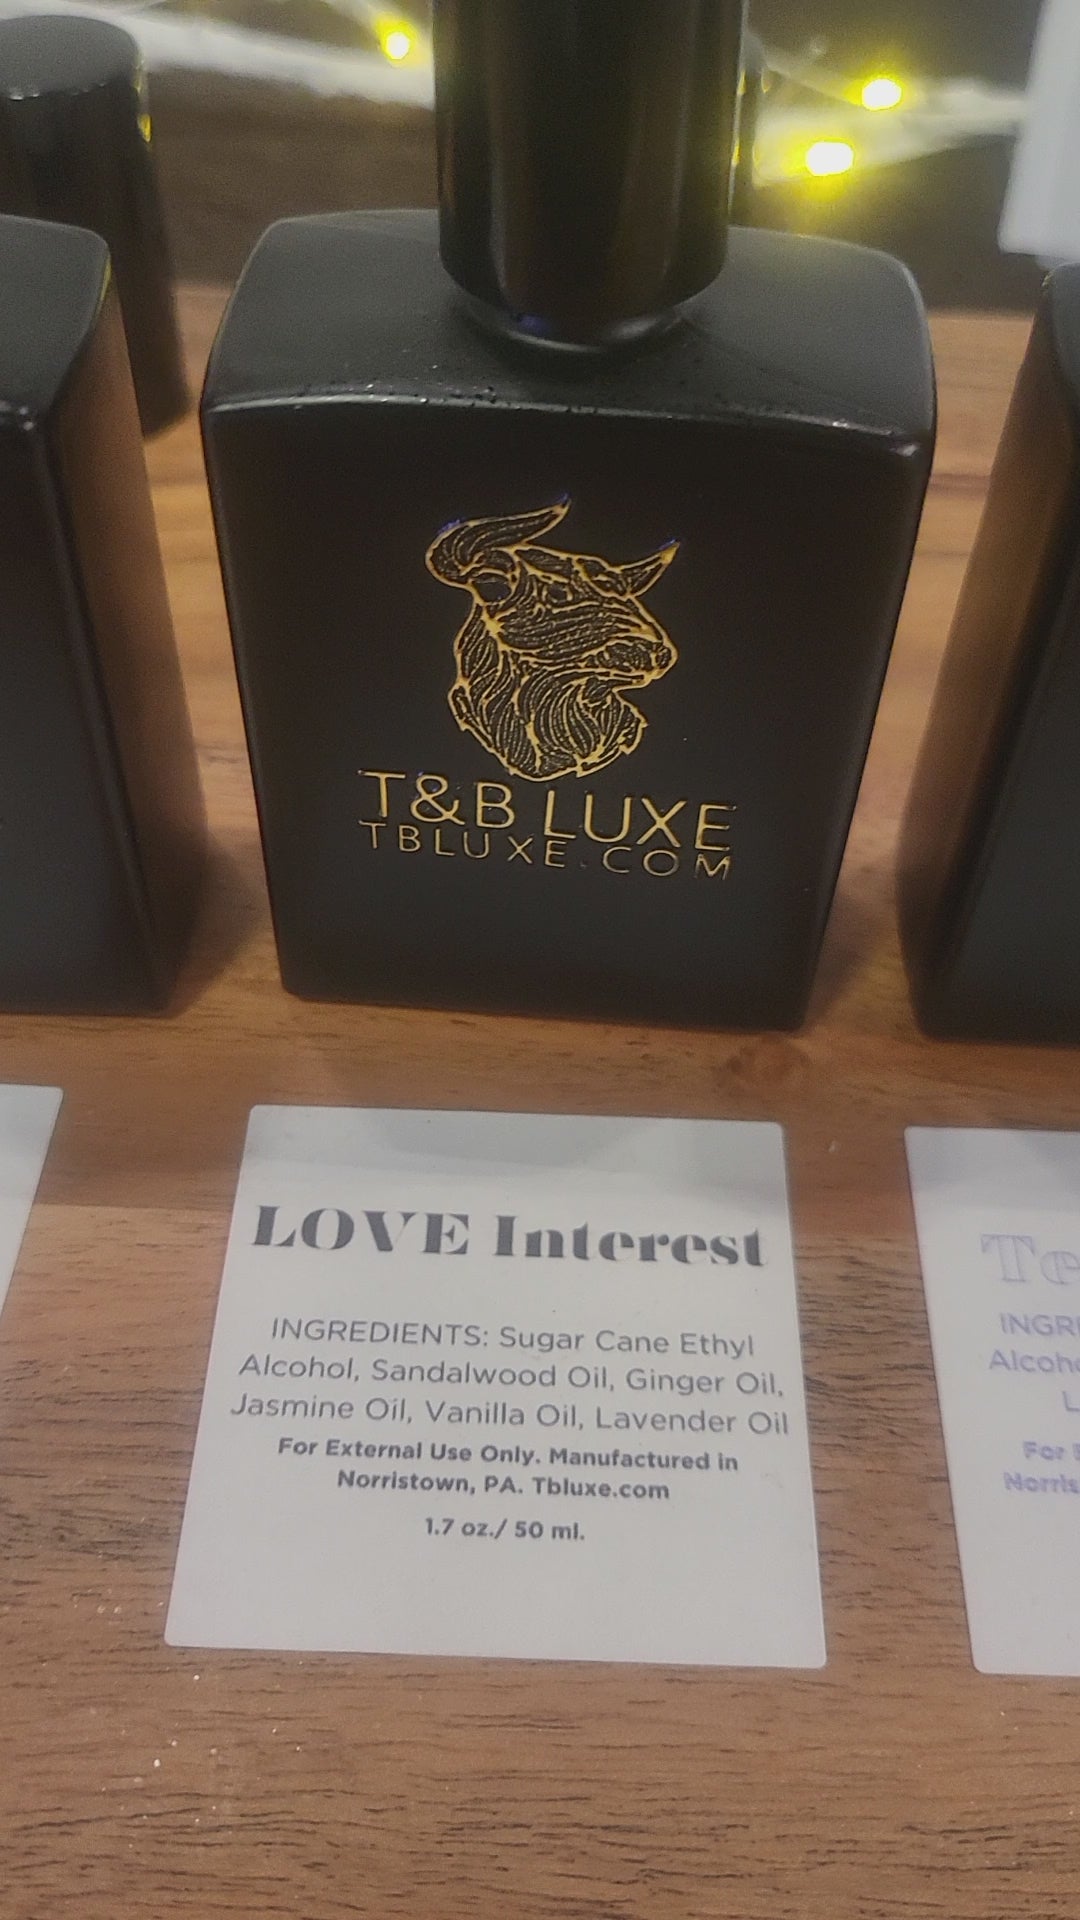 T&B LUXE
TBLUXE.COM
LOVE Interest
INGREDIENTS: Sugar Cane Ethyl
Alcohol, Sandalwood Oil, Ginger Oil,
Jasmine Oil, Vanilla Oil, Lavender Oil
For External Use Only. Manufactured in
Norristown, PA. Tbluxe.com
1.7 oz./ 50 ml.